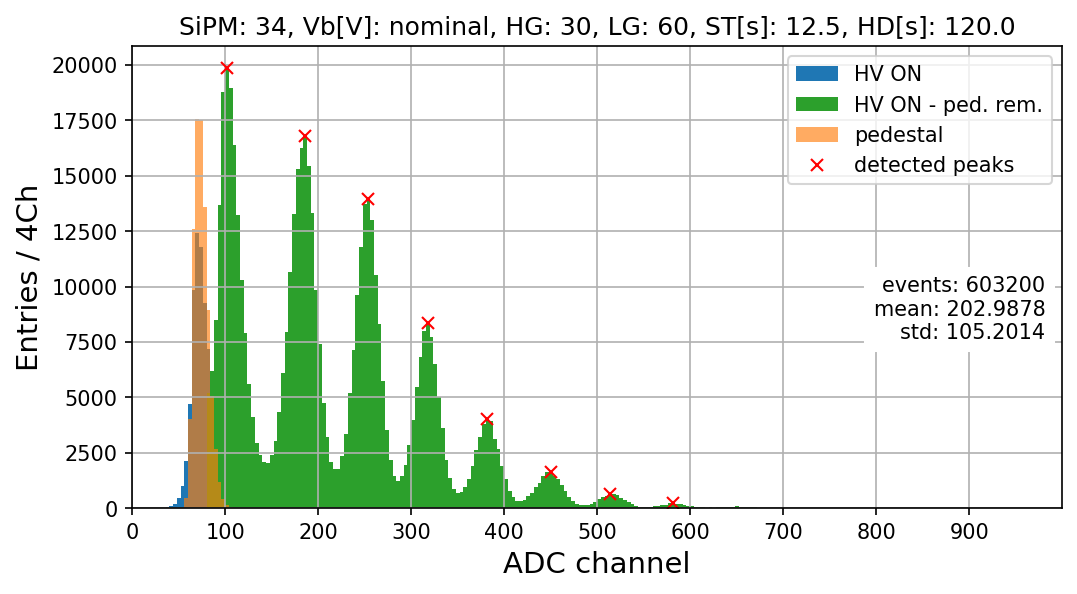 SiPM: 34, Vb[V]: nominal, HG: 30, LG: 60, ST[s]: 12.5, HD[s]: 120.0
HV ON
HV ON - ped. rem.
pedestal
detected peaks
events: 603200
mean: 202.9878
std: 105.2014
Entries / 4Ch
20000
17500
15000
12500
10000
7500
5000
2500
0
0 100 200 300 400 500 600 700 800 900
ADC channel